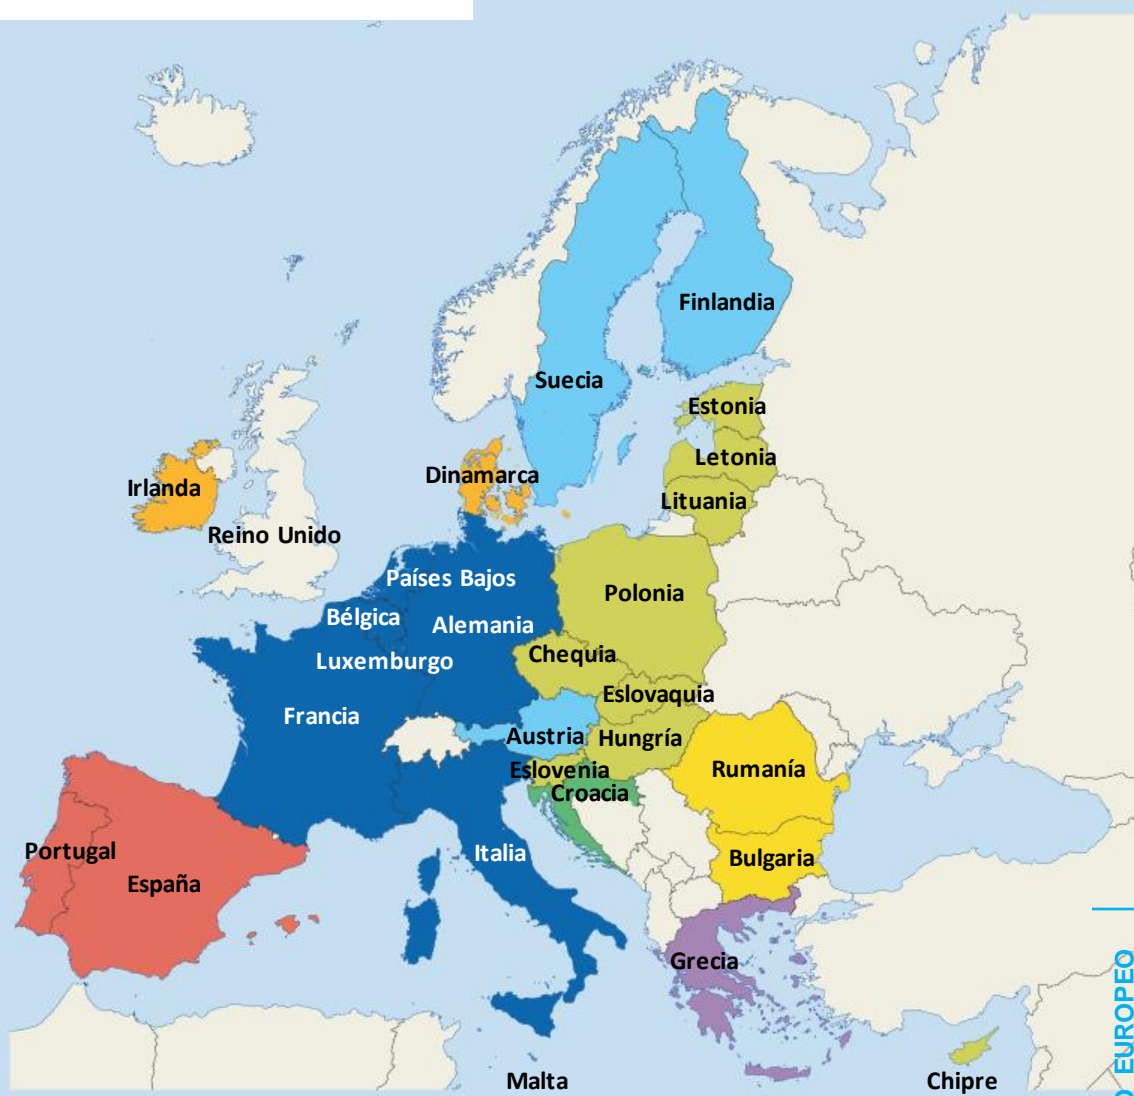 Finlandia
Suecia
Estonia
Letonia
Lituania
Dinamarca
Irlanda
Reino Unido
Países Bajos
Bélgica
Alemania
Luxemburgo
Polonia
Chequia
Eslovaquia
Francia
Austria
Hungría
Eslovenia
Croacia
Rumanía
Portugal
España
Italia
Bulgaria
Grecia
Malta
Chipre
EUROPEO